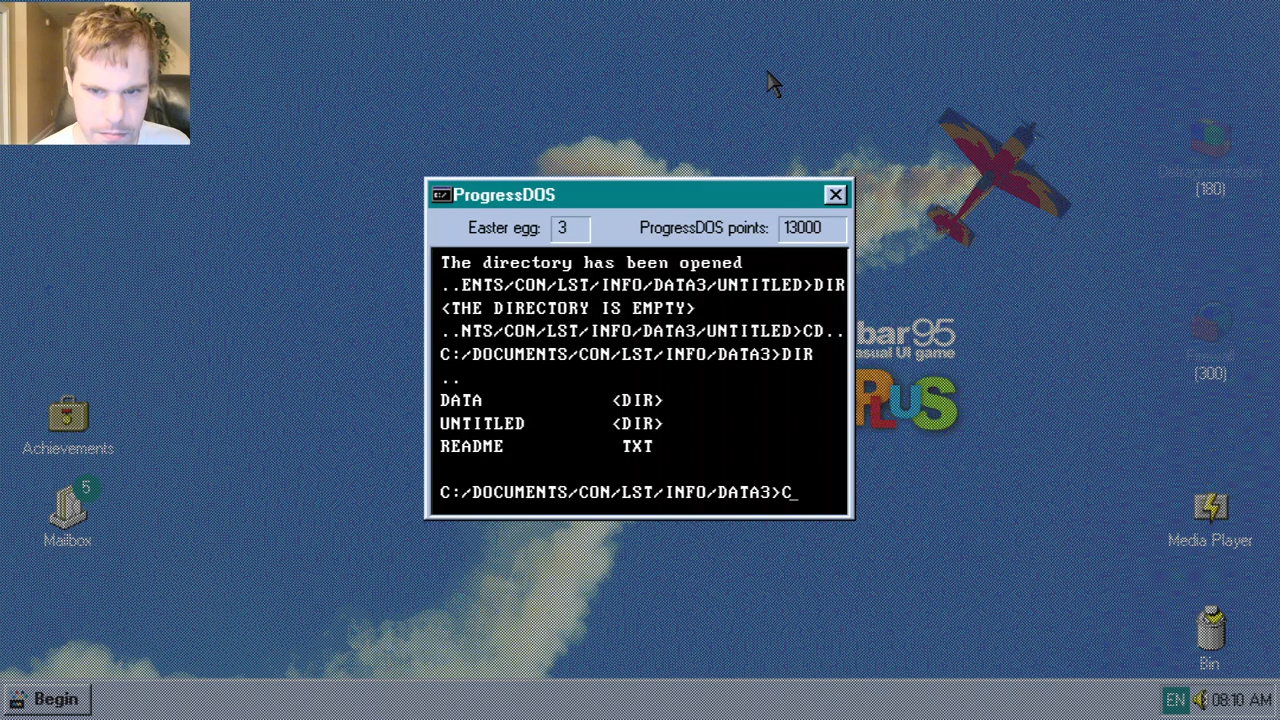 ProgressDOS
Easter egg: 3 ProgressDOS points: 13000
The directory has been opened
..ENTS/CON/LST/INFO/DATA3/UNTITLED>DIR
<THE DIRECTORY IS EMPTY>
..NTS/CON/LST/INFO/DATA3/UNTITLED>CD..
C:/DOCUMENTS/CON/LST/INFO/DATA3>DIR
..
DATA <DIR>
UNTITLED <DIR>
README TXT
C:/DOCUMENTS/CON/LST/INFO/DATA3>C_
bar95
asual UI game
PLUS
(180)
Firewall
(300)
Achievements
5
Mailbox
Media Player
Bin
Begin
EN 08:10 AM